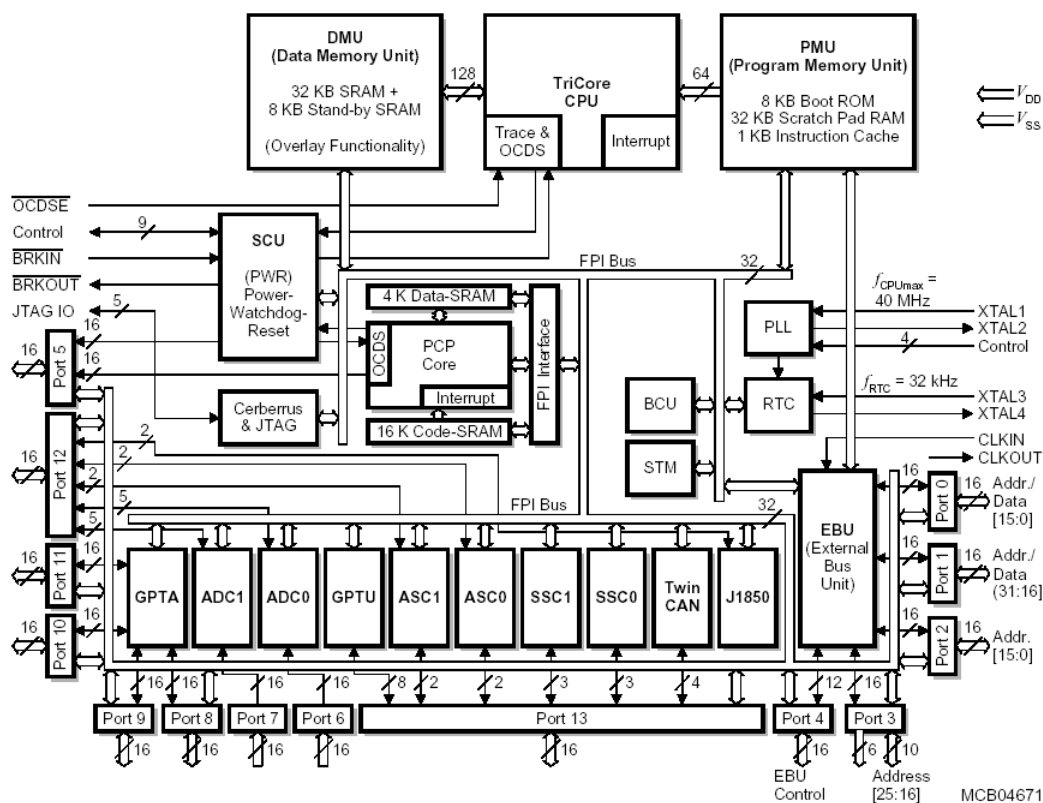 DMU
(Data Memory Unit)
32 KB SRAM +
8 KB Stand-by SRAM
(Overlay Functionality)
128
TriCore
CPU
Trace &
OCDS
Interrupt
64
PMU
(Program Memory Unit)
8 KB Boot ROM
32 KB Scratch Pad RAM
1 KB Instruction Cache
VDD
VSS
OCDSE
Control
9
BRKIN
BRKOUT
JTAG IO
5
SCU
(PWR)
Power-
Watchdog-
Reset
FPI Bus
32
4 K Data-SRAM
OCDS
PCP
Core
Interrupt
16 K Code-SRAM
FPI Interface
Cerberrus
& JTAG
fCPUmax =
40 MHz
PLL
XTAL1
XTAL2
4
Control
fRTC = 32 kHz
RTC
XTAL3
XTAL4
CLKIN
CLKOUT
BCU
STM
16
Port 5
16
16
16
Port 12
2
2
2
5
5
16
Port 11
16
16
Port 10
16
FPI Bus
32
GPTA
ADC1
ADC0
GPTU
ASC1
ASC0
SSC1
SSC0
Twin
CAN
J1850
EBU
(External
Bus
Unit)
16
Port 0
16
Addr./
Data
[15:0]
16
Port 1
16
Addr./
Data
(31:16]
16
Port 2
16
Addr.
[15:0]
16
16
16
16
8
2
2
3
3
4
12
16
Port 9
Port 8
Port 7
Port 6
Port 13
Port 4
Port 3
16
16
16
16
16
16
6
10
EBU
Control
Address
[25:16]
MCB04671